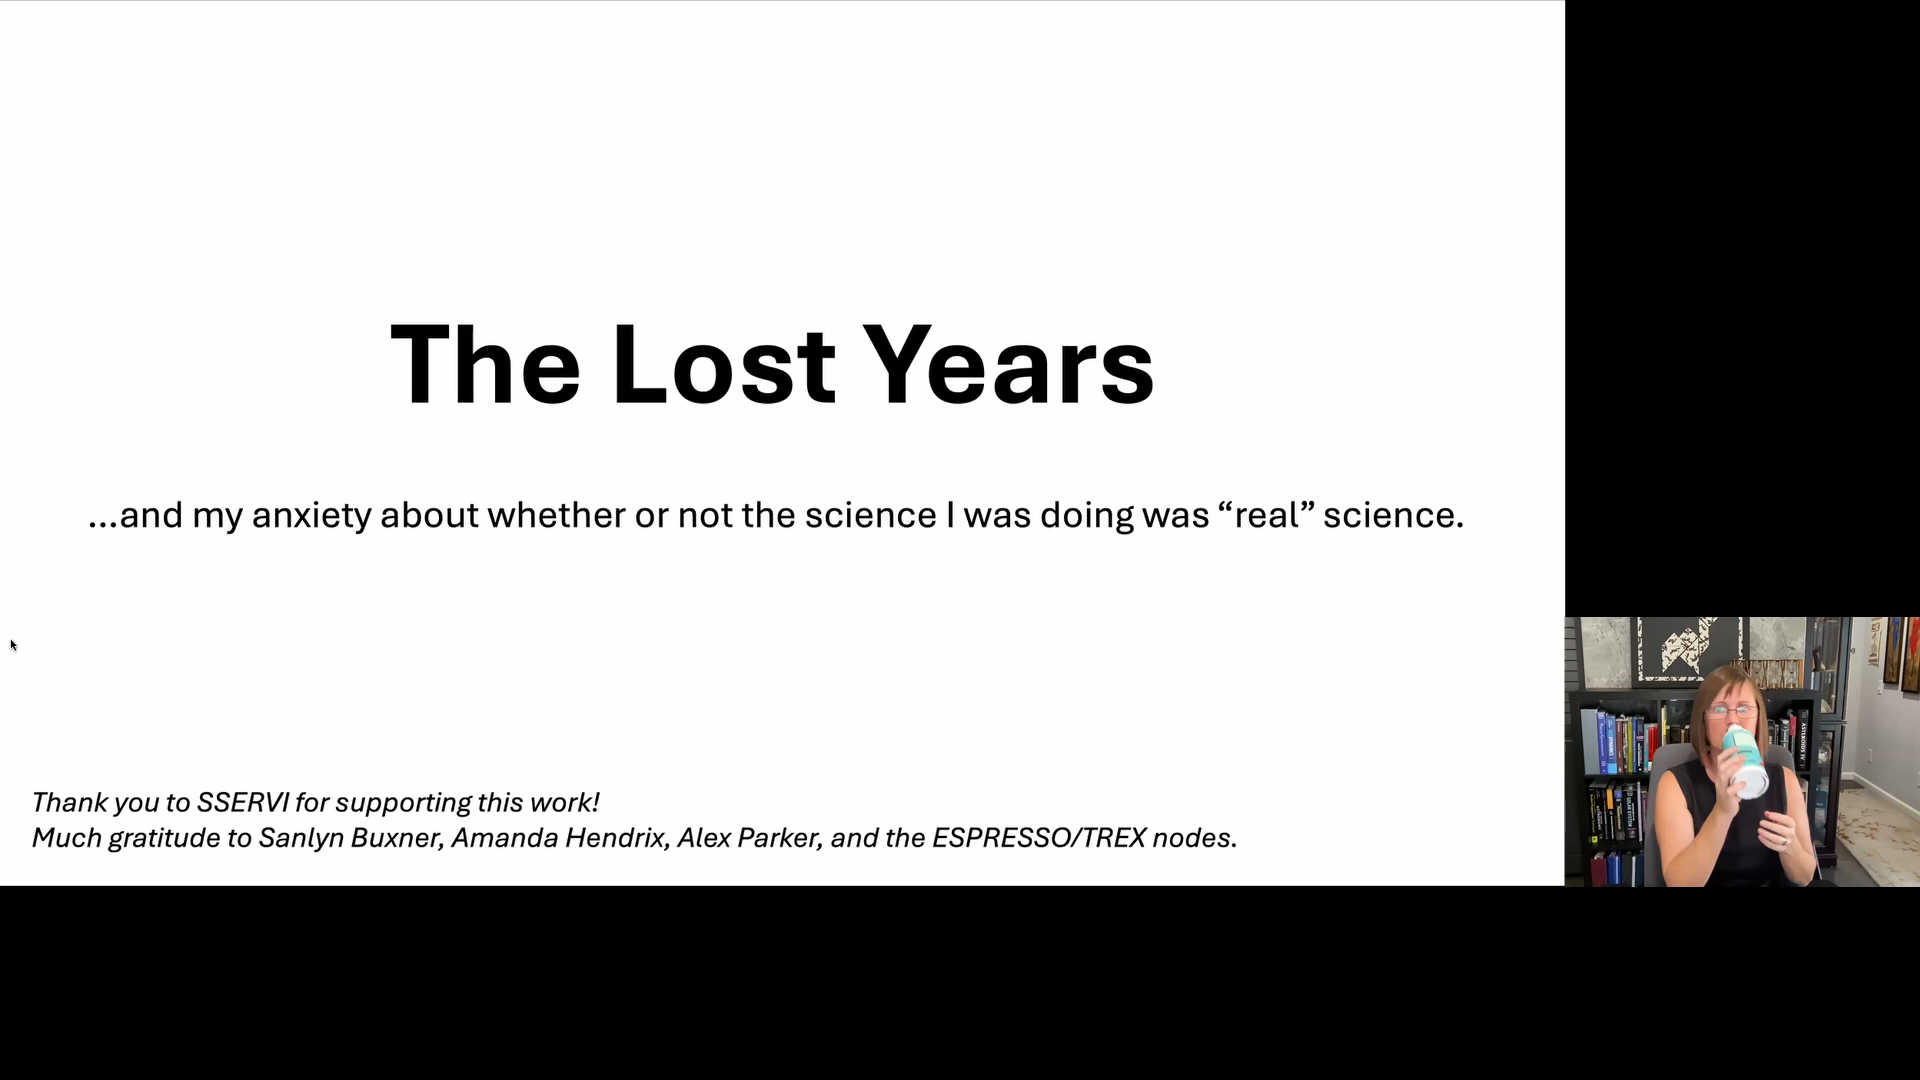 The Lost Years
...and my anxiety about whether or not the science I was doing was “real” science.
Thank you to SSERVI for supporting this work!
Much gratitude to Sanlyn Buxner, Amanda Hendrix, Alex Parker, and the ESPRESSO/TREX nodes.
ASTEROIDS IV